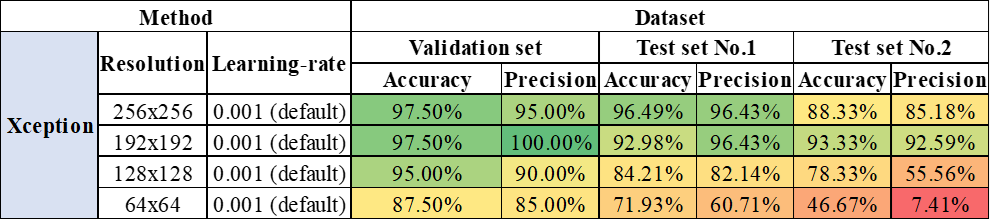 Method Dataset
Xception Resolution Learning-rate Validation set Test set No.1 Test set No.2
Accuracy Precision Accuracy Precision Accuracy Precision
256x256 0.001 (default) 97.50% 95.00% 96.49% 96.43% 88.33% 85.18%
192x192 0.001 (default) 97.50% 100.00% 92.98% 96.43% 93.33% 92.59%
128x128 0.001 (default) 95.00% 90.00% 84.21% 82.14% 78.33% 55.56%
64x64 0.001 (default) 87.50% 85.00% 71.93% 60.71% 46.67% 7.41%